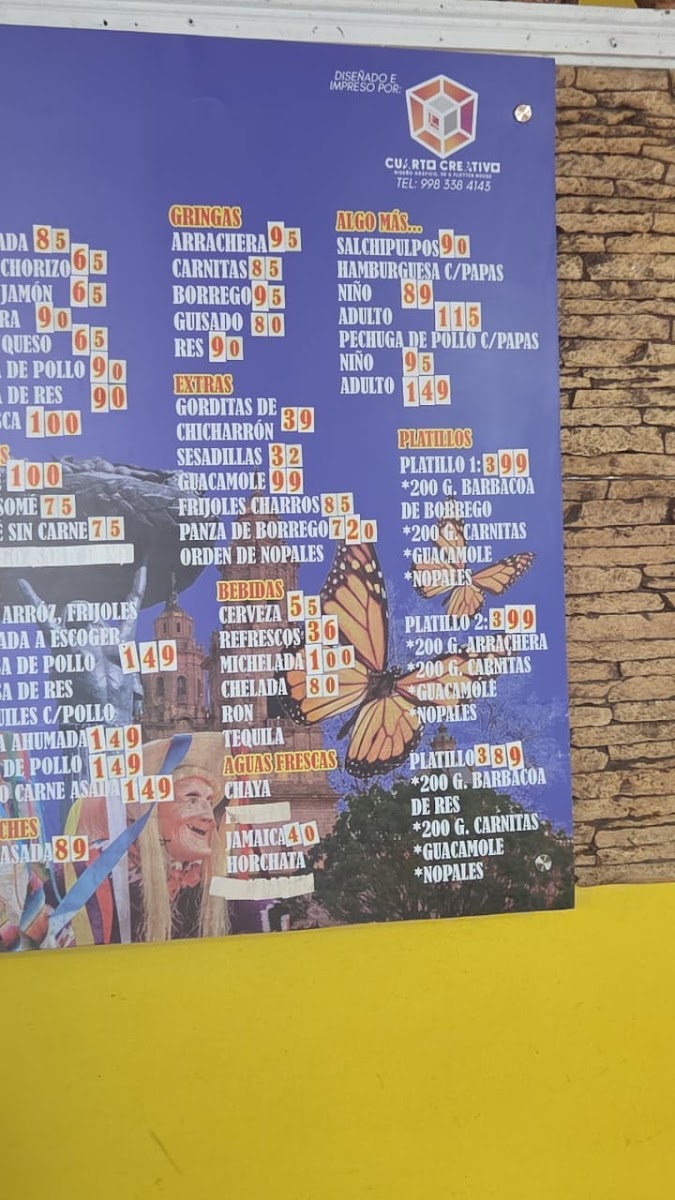 DISEÑADO E
IMPRESO POR:
CUARTO CREATIVO
DISEÑO GRÁFICO, 3D & PLOTTER HOUSE
TEL: 998 338 4143
ADA 85
CHORIZO 65
JAMÓN 65
RA 90
QUESO 65
A DE POLLO 90
A DE RES 90
SCA 100
S
100
SOMÉ 75
É SIN CARNE 75
ARRÓZ, FRIJOLES
ADA A ESCOGER
SA DE POLLO 149
SA DE RES
UILES C/POLLO
A AHUMADA 149
DE POLLO 149
O CARNE ASADA 149
CHES
ASADA 89
GRINGAS
ARRACHERA 95
CARNITAS 85
BORREGO 95
GUISADO 80
RES 90
EXTRAS
GORDITAS DE
CHICHARRÓN 39
SESADILLAS 32
GUACAMOLE 99
FRIJOLES CHARROS 85
PANZA DE BORREGO 720
ORDEN DE NOPALES
BEBIDAS
CERVEZA 55
REFRESCOS 36
MICHELADA 100
CHELADA 80
RON
TEQUILA
AGUAS FRESCAS
CHAYA
JAMAICA 40
HORCHATA
ALGO MÁS...
SALCHIPULPOS 90
HAMBURGUESA C/PAPAS
NIÑO 89
ADULTO 115
PECHUGA DE POLLO C/PAPAS
NIÑO 95
ADULTO 149
PLATILLOS
PLATILLO 1: 399
*200 G. BARBACOA
DE BORREGO
*200 G. CARNITAS
*GUACAMOLE
*NOPALES
PLATILLO 2: 399
*200 G. ARRACHERA
*200 G. CARNITAS
*GUACAMOLE
*NOPALES
PLATILLO 389
*200 G. BARBACOA
DE RES
*200 G. CARNITAS
*GUACAMOLE
*NOPALES